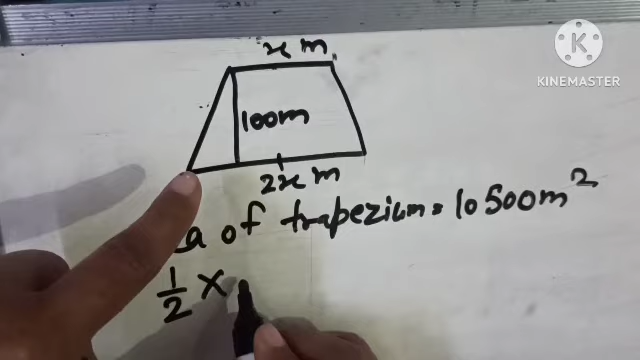 x m
K
KINEMASTER
100m
2x m
a of trapezium = 10500m²
1/2 ×